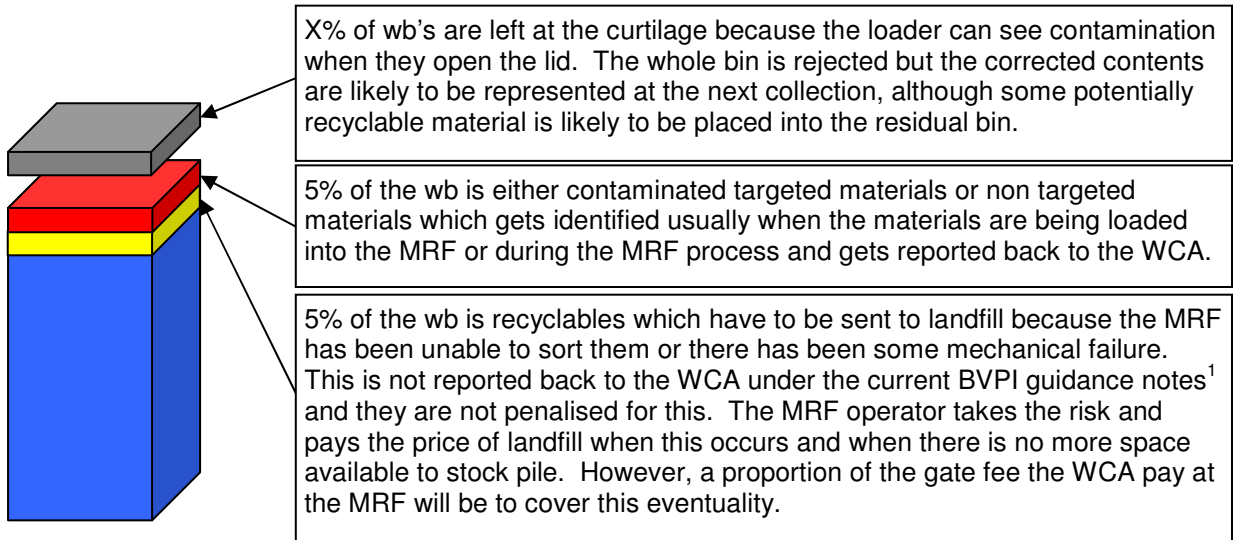 X% of wb's are left at the curtilage because the loader can see contamination
when they open the lid.  The whole bin is rejected but the corrected contents
are likely to be represented at the next collection, although some potentially
recyclable material is likely to be placed into the residual bin.
5% of the wb is either contaminated targeted materials or non targeted
materials which gets identified usually when the materials are being loaded
into the MRF or during the MRF process and gets reported back to the WCA.
5% of the wb is recyclables which have to be sent to landfill because the MRF
has been unable to sort them or there has been some mechanical failure.
This is not reported back to the WCA under the current BVPI guidance notes¹
and they are not penalised for this.  The MRF operator takes the risk and
pays the price of landfill when this occurs and when there is no more space
available to stock pile.  However, a proportion of the gate fee the WCA pay at
the MRF will be to cover this eventuality.